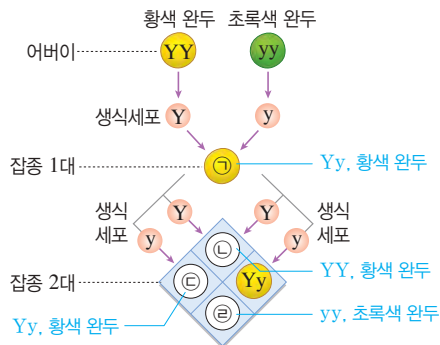 황색 완두 초록색 완두
어버이 YY yy
생식세포 Y y
잡종 1대 ㉠ Yy, 황색 완두
생식 세포 Y Y 생식 세포
y y
㉡
잡종 2대 ㉢ Yy YY, 황색 완두
Yy, 황색 완두 ㉣ yy, 초록색 완두